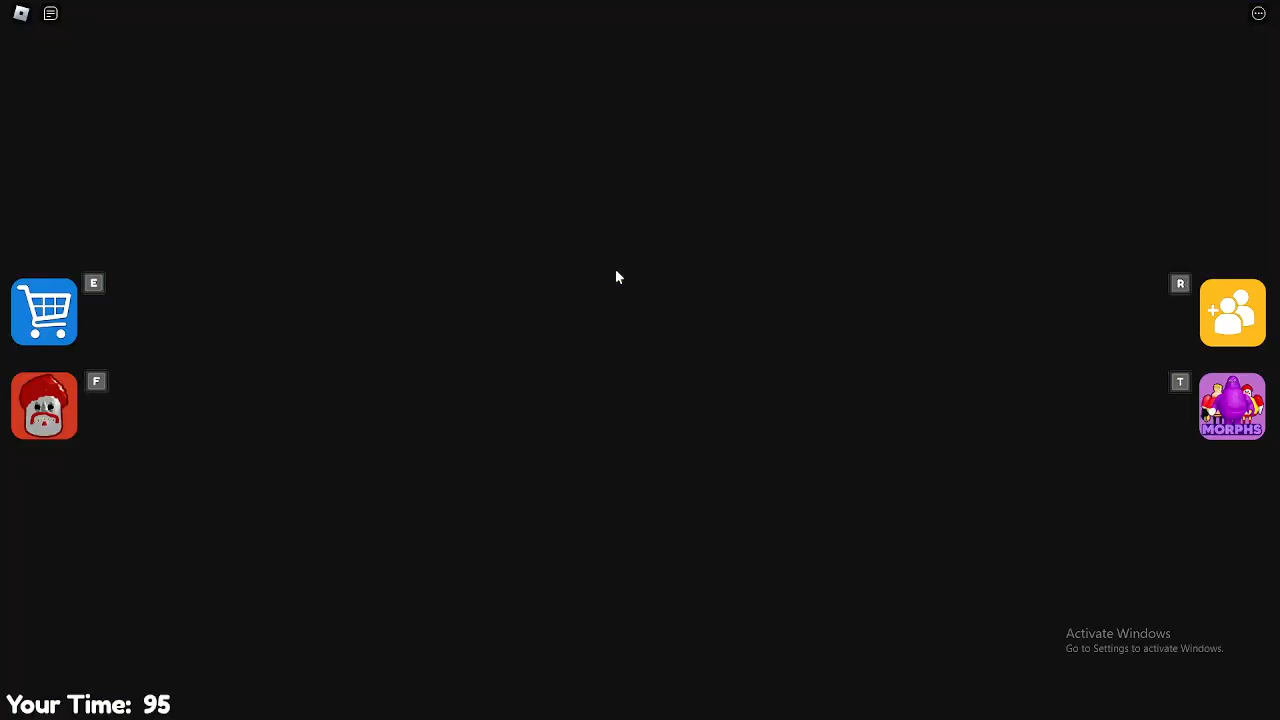 E
R
F
T
MORPHS
Activate Windows
Go to Settings to activate Windows.
Your Time: 95